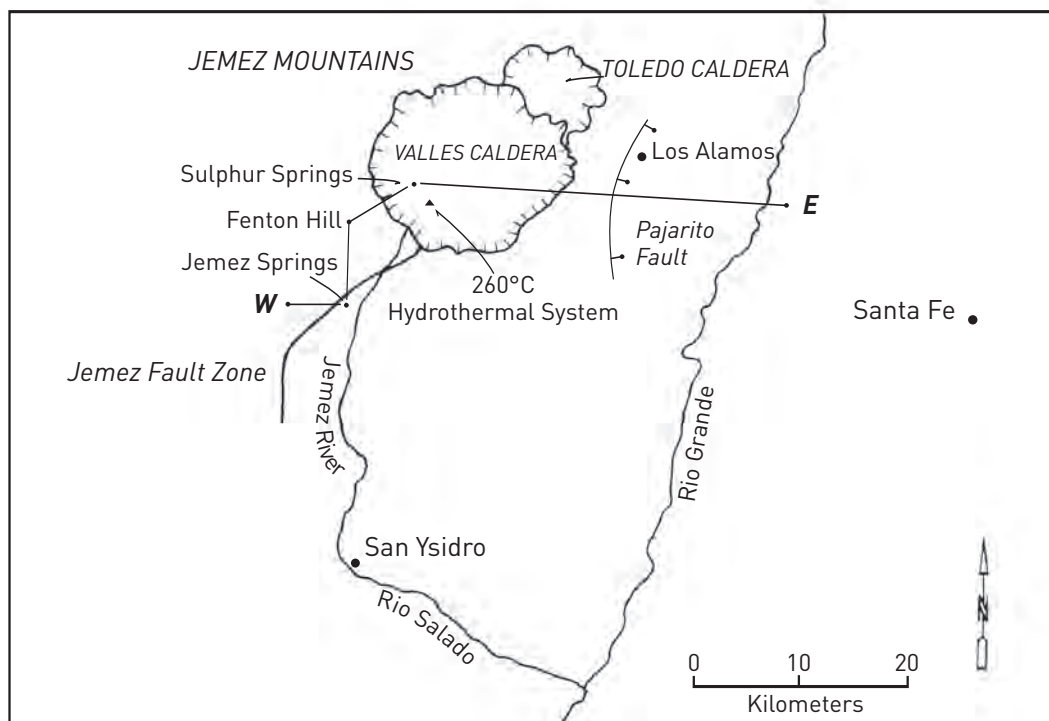 JEMEZ MOUNTAINS
TOLEDO CALDERA
VALLES CALDERA
Los Alamos
Sulphur Springs
E
Fenton Hill
Pajarito
Fault
Jemez Springs
260°C
Hydrothermal System
W
Santa Fe
Jemez Fault Zone
Jemez River
Rio Grande
San Ysidro
Rio Salado
N
0 10 20
Kilometers